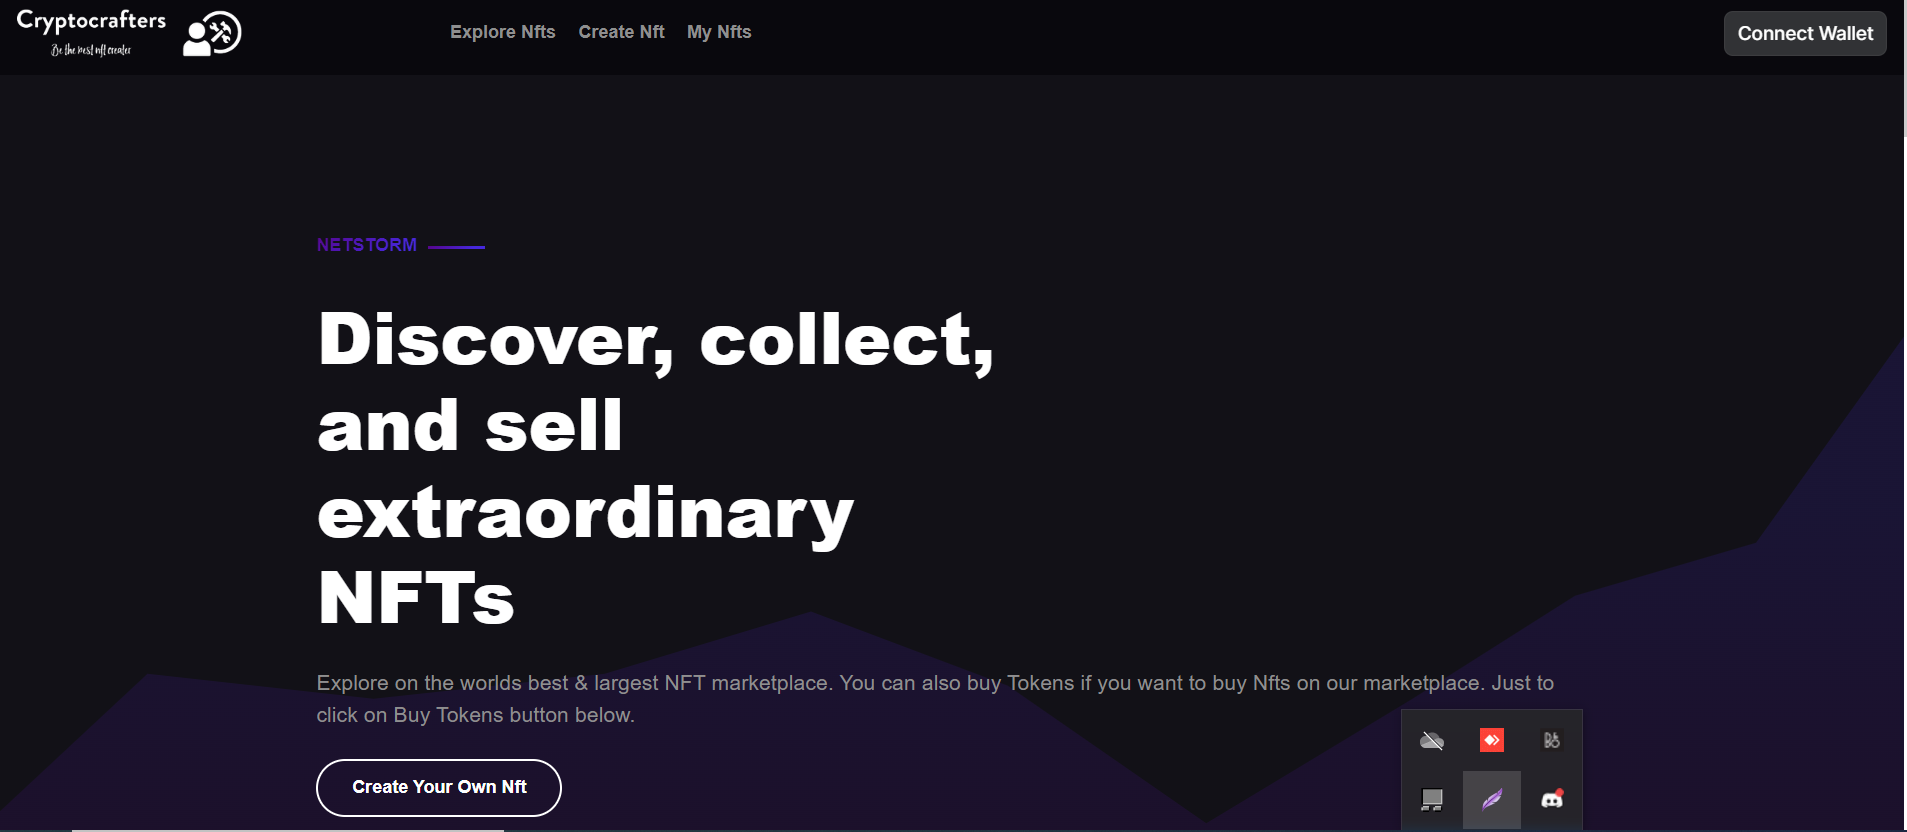 Cryptocrafters
Be the best nft creater
Explore Nfts
Create Nft
My Nfts
Connect Wallet
NETSTORM
Discover, collect,
and sell
extraordinary
NFTs
Explore on the worlds best & largest NFT marketplace. You can also buy Tokens if you want to buy Nfts on our marketplace. Just to
click on Buy Tokens button below.
Create Your Own Nft